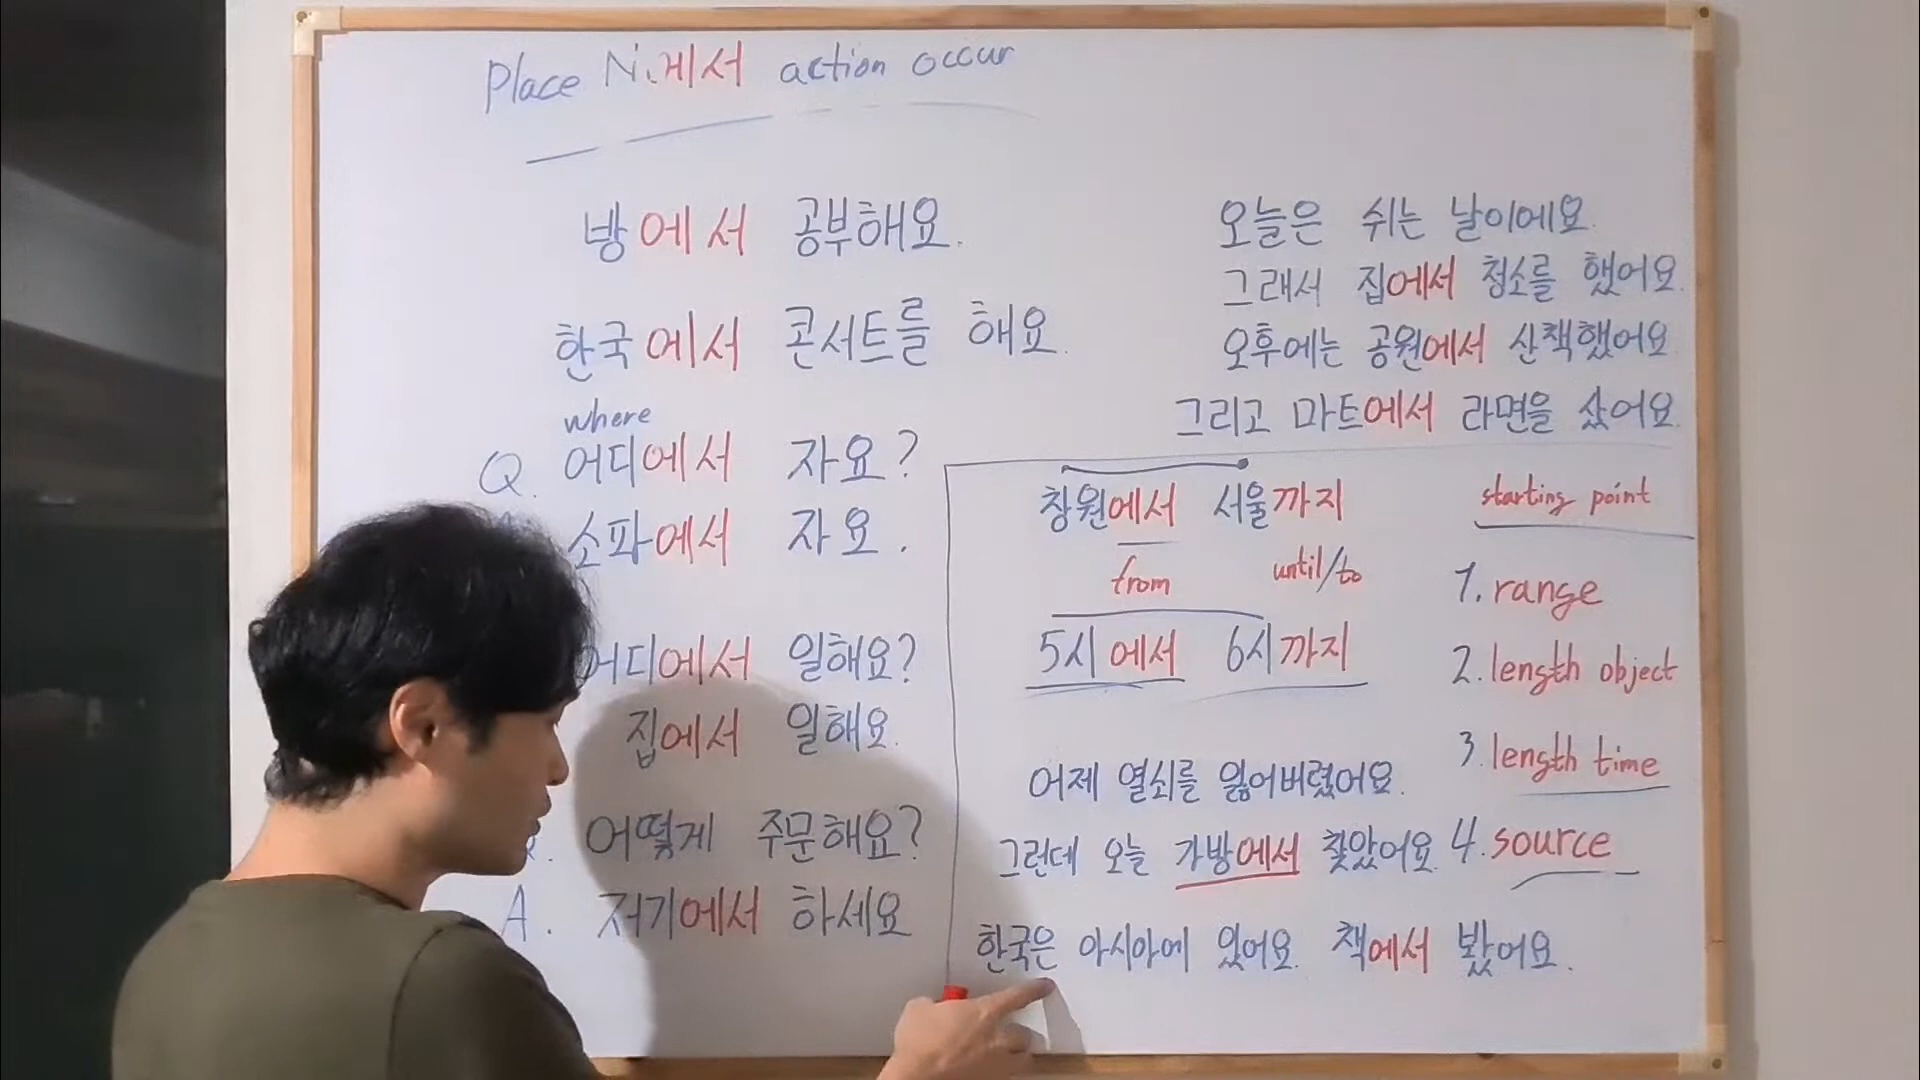 Place N.에서 action occur
방에서 공부해요.
한국에서 콘서트를 해요.
where
Q. 어디에서 자요?
소파에서 자요.
어디에서 일해요?
집에서 일해요.
어떻게 주문해요?
A. 저기에서 하세요
오늘은 쉬는 날이에요.
그래서 집에서 청소를 했어요.
오후에는 공원에서 산책했어요
그리고 마트에서 라면을 샀어요.
창원에서 서울까지
from until/to
5시에서 6시까지
어제 열쇠를 잃어버렸어요.
그런데 오늘 가방에서 찾았어요.
한국은 아시아에 있어요. 책에서 봤어요.
starting point
1. range
2. length object
3. length time
4. source